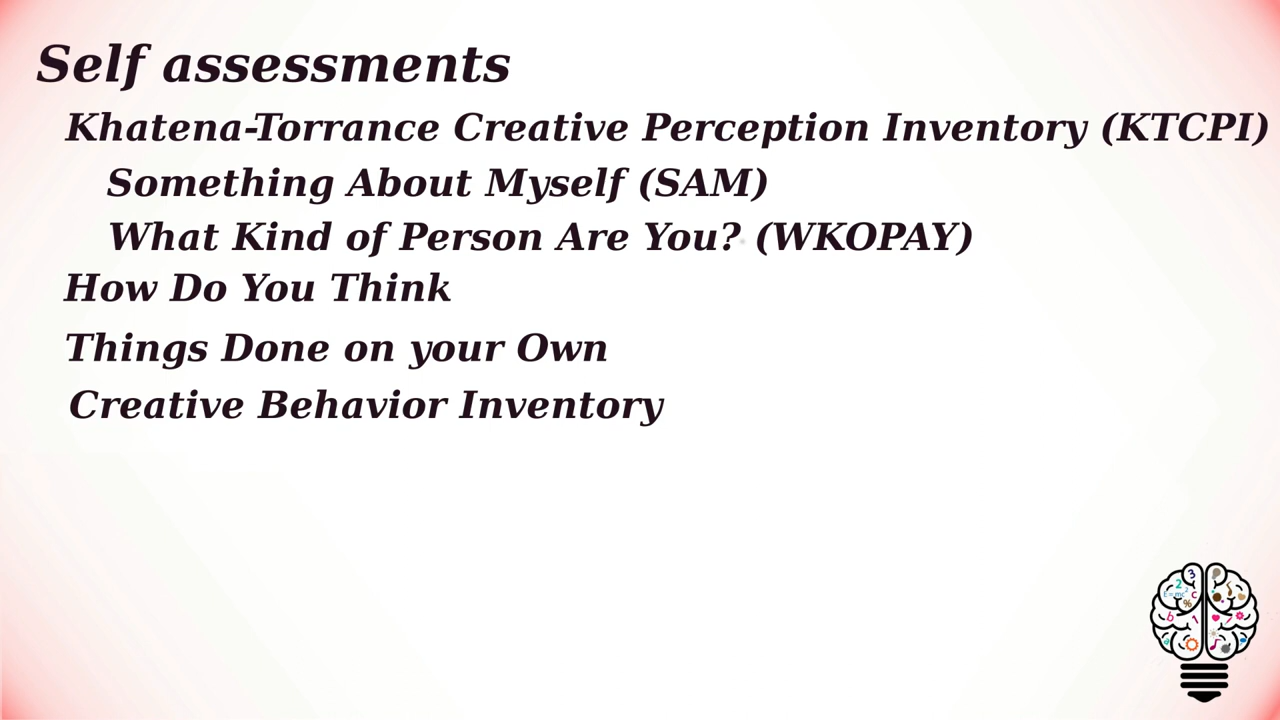 Self assessments
Khatena-Torrance Creative Perception Inventory (KTCPI)
Something About Myself (SAM)
What Kind of Person Are You? (WKOPAY)
How Do You Think
Things Done on your Own
Creative Behavior Inventory